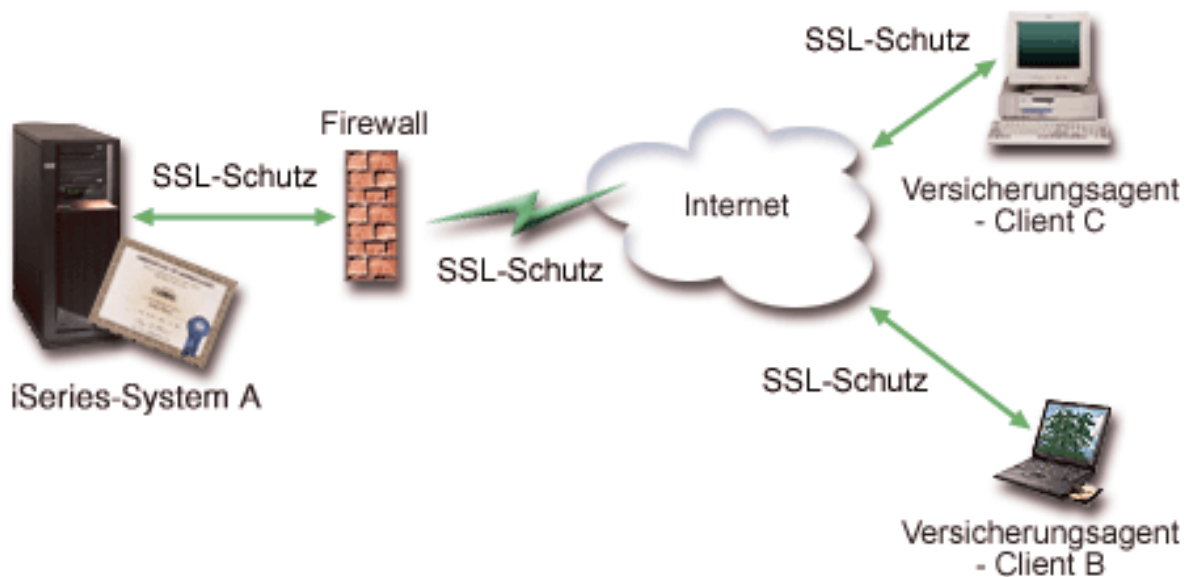 SSL-Schutz
Firewall
SSL-Schutz
Internet
Versicherungsagent
- Client C
SSL-Schutz
SSL-Schutz
iSeries-System A
Versicherungsagent
- Client B